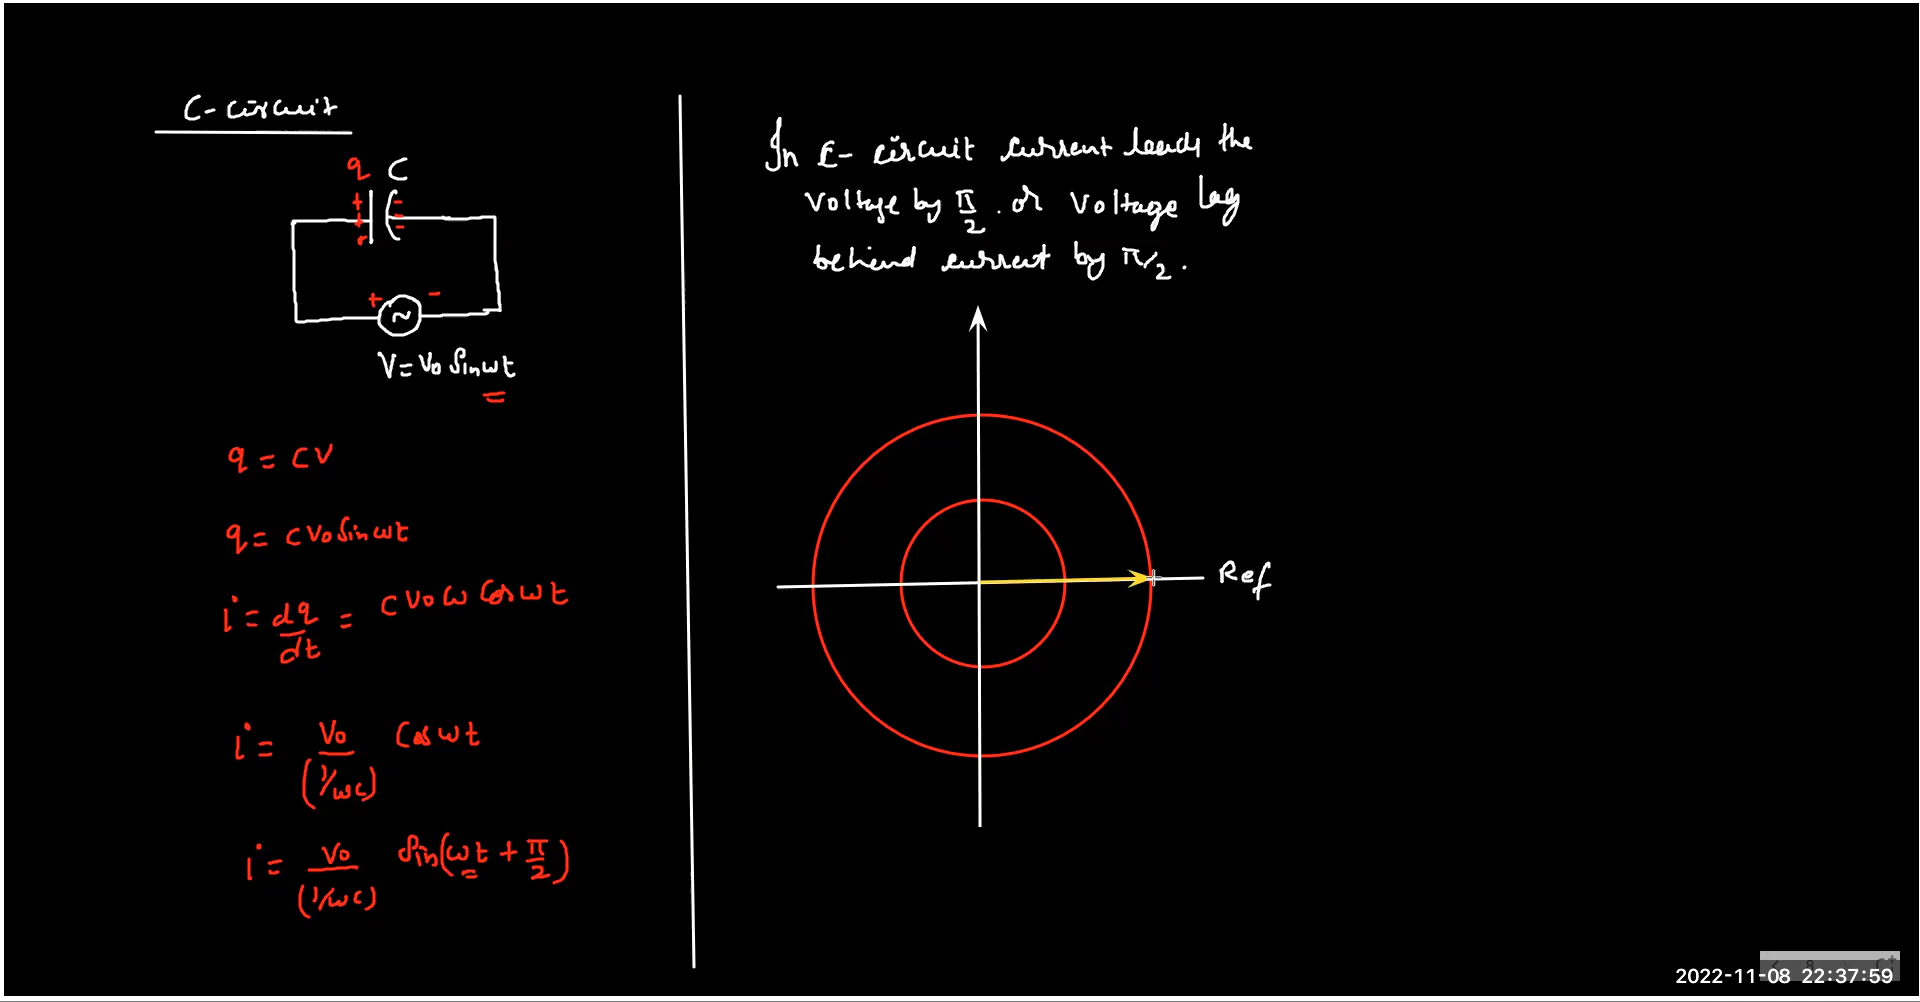 C-circuit
q C
+ -
+ -
+ -
+ ~ -
V = V₀ sinωt
q = CV
q = CV₀ sinωt
i = dq/dt = CV₀ω cosωt
i = V₀/(1/ωC) cosωt
i = V₀/(1/ωC) sin(ωt + π/2)
In C- circuit current leads the
voltage by π/2. or voltage lag
behind current by π/2.
Ref
2022-11-08 22:37:59